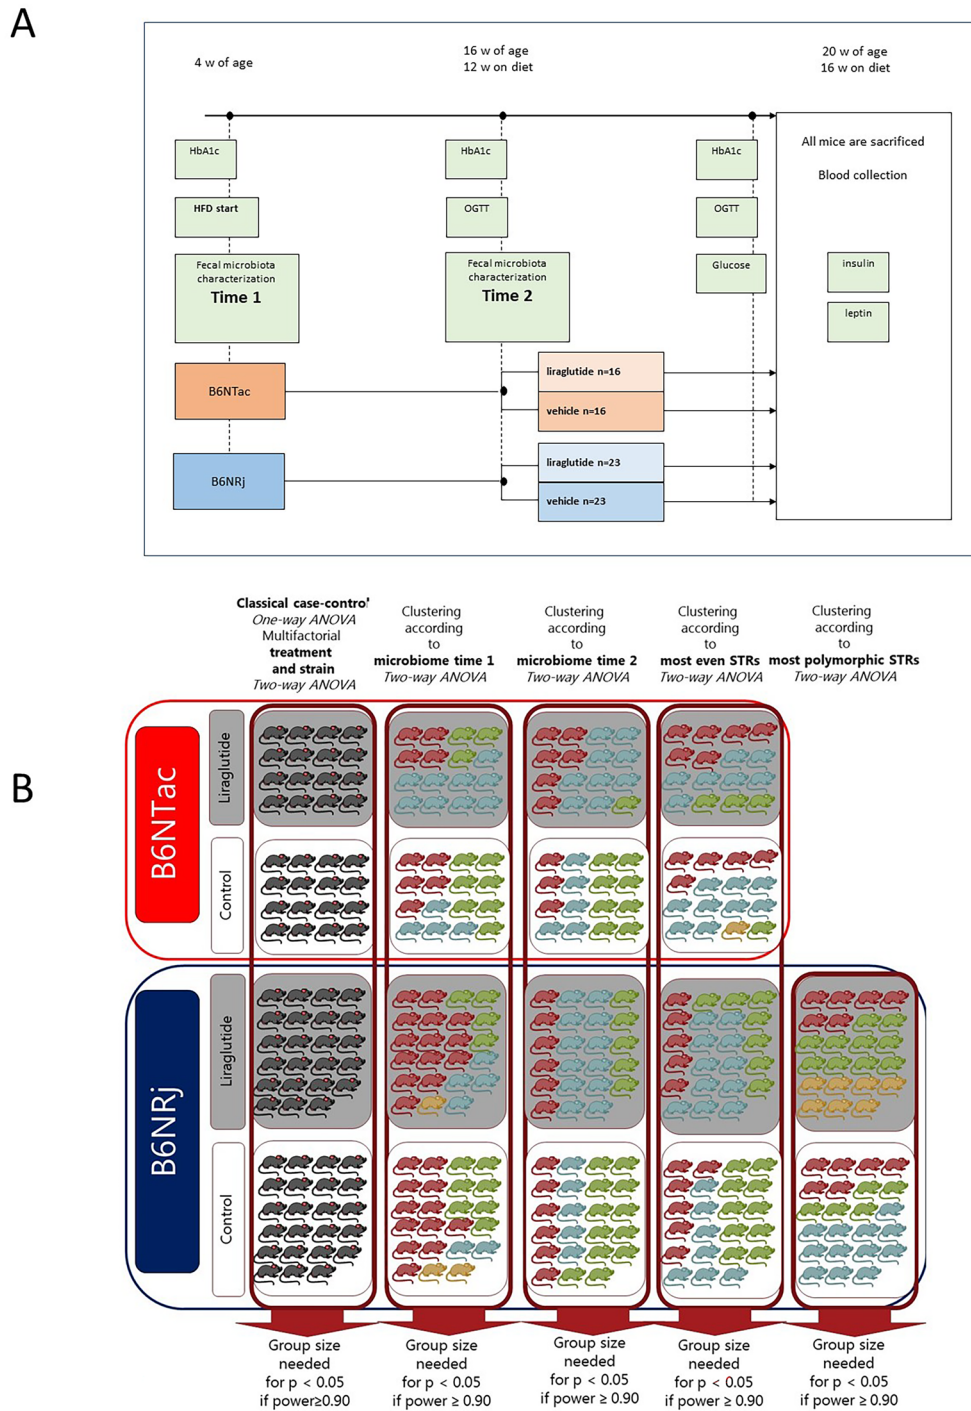 A
4 w of age
16 w of age
12 w on diet
20 w of age
16 w on diet
HbA1c
HbA1c
HbA1c
All mice are sacrificed
Blood collection
HFD start
OGTT
OGTT
Fecal microbiota
characterization
Time 1
Fecal microbiota
characterization
Time 2
Glucose
insulin
leptin
B6NTac
liraglutide n=16
vehicle n=16
B6NRj
liraglutide n=23
vehicle n=23
B
Classical case-control
One-way ANOVA
Multifactorial
treatment
and strain
Two-way ANOVA
Clustering
according
to
microbiome time 1
Two-way ANOVA
Clustering
according
to
microbiome time 2
Two-way ANOVA
Clustering
according
to
most even STRs
Two-way ANOVA
Clustering
according
to
most polymorphic STRs
Two-way ANOVA
B6NTac
Liraglutide
Control
B6NRj
Liraglutide
Control
Group size
needed
for p < 0.05
if power≥0.90
Group size
needed
for p < 0.05
if power ≥ 0.90
Group size
needed
for p < 0.05
if power ≥ 0.90
Group size
needed
for p < 0.05
if power ≥ 0.90
Group size
needed
for p < 0.05
if power ≥ 0.90